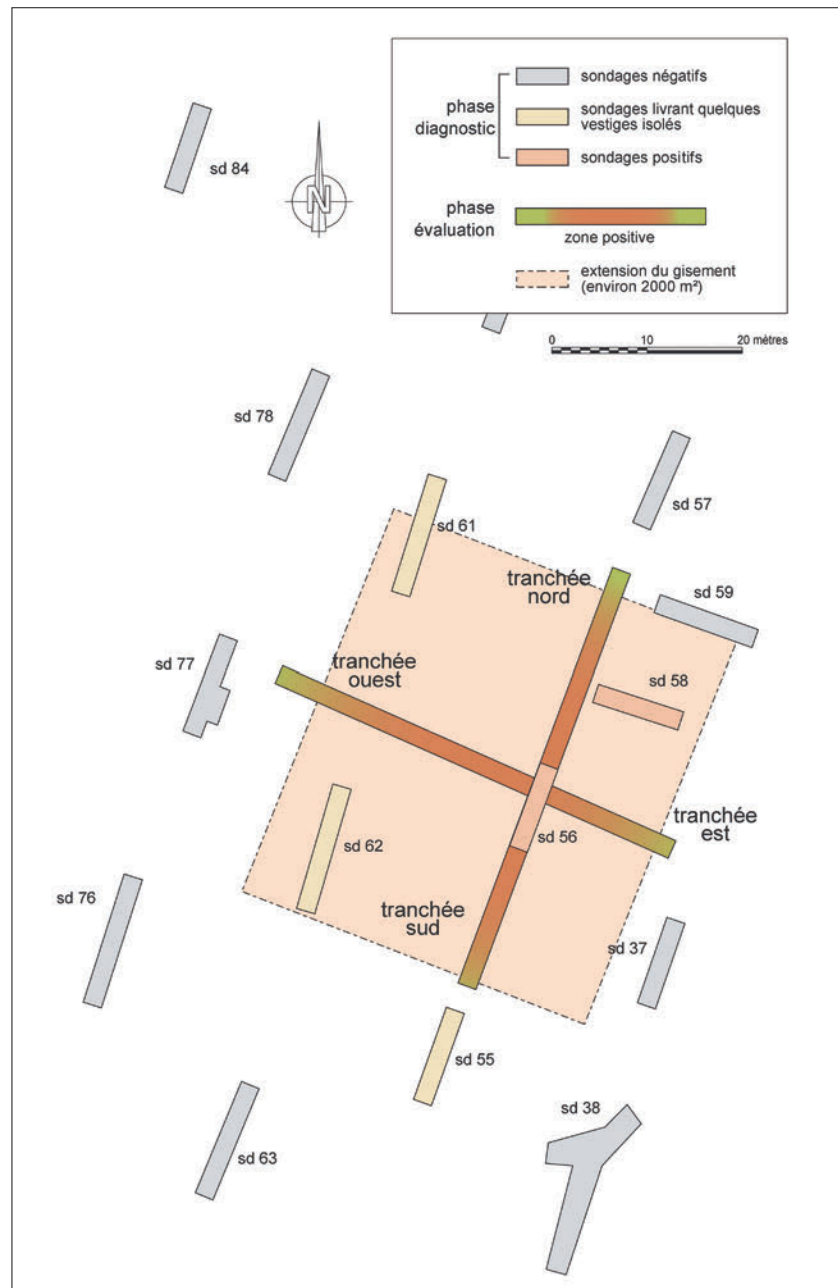 phase
diagnostic
sondages négatifs
sondages livrant quelques
vestiges isolés
sondages positifs
phase
évaluation
zone positive
extension du gisement
(environ 2000 m²)
N
0 10 20 mètres
sd 84
sd 78
sd 57
sd 61
sd 59
tranchée
nord
sd 77
tranchée
ouest
sd 58
tranchée
est
sd 56
sd 62
sd 76
tranchée
sud
sd 37
sd 55
sd 38
sd 63